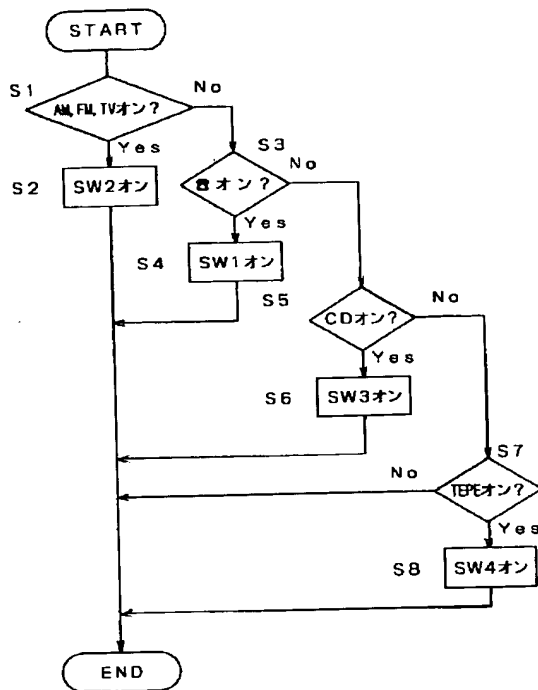 START
S1
No
AM,FM,TVオン?
S3
Yes
No
S2
SW2オン
☎オン?
Yes
S4
SW1オン
S5
No
CDオン?
Yes
S6
SW3オン
S7
No
TEPEオン?
Yes
S8
SW4オン
END